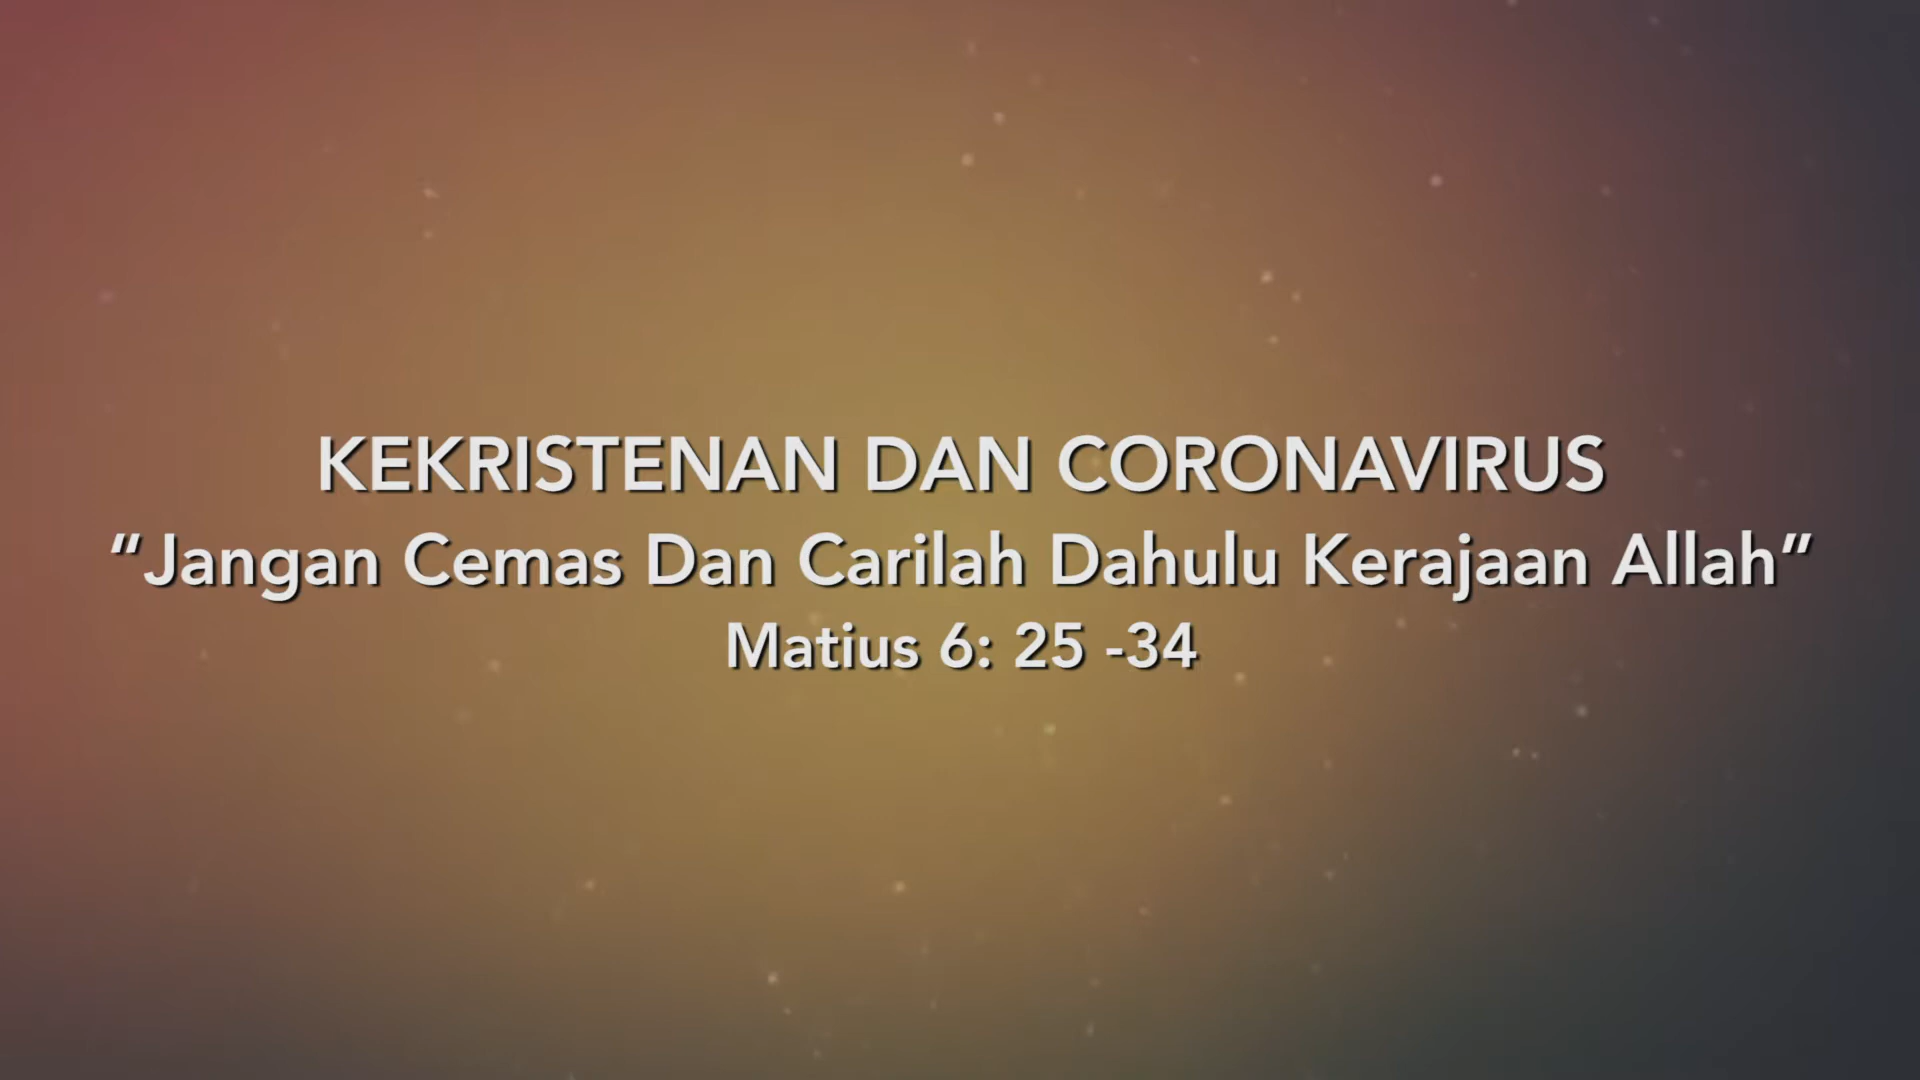 KEKRISTENAN DAN CORONAVIRUS
“Jangan Cemas Dan Carilah Dahulu Kerajaan Allah”
Matius 6: 25 -34